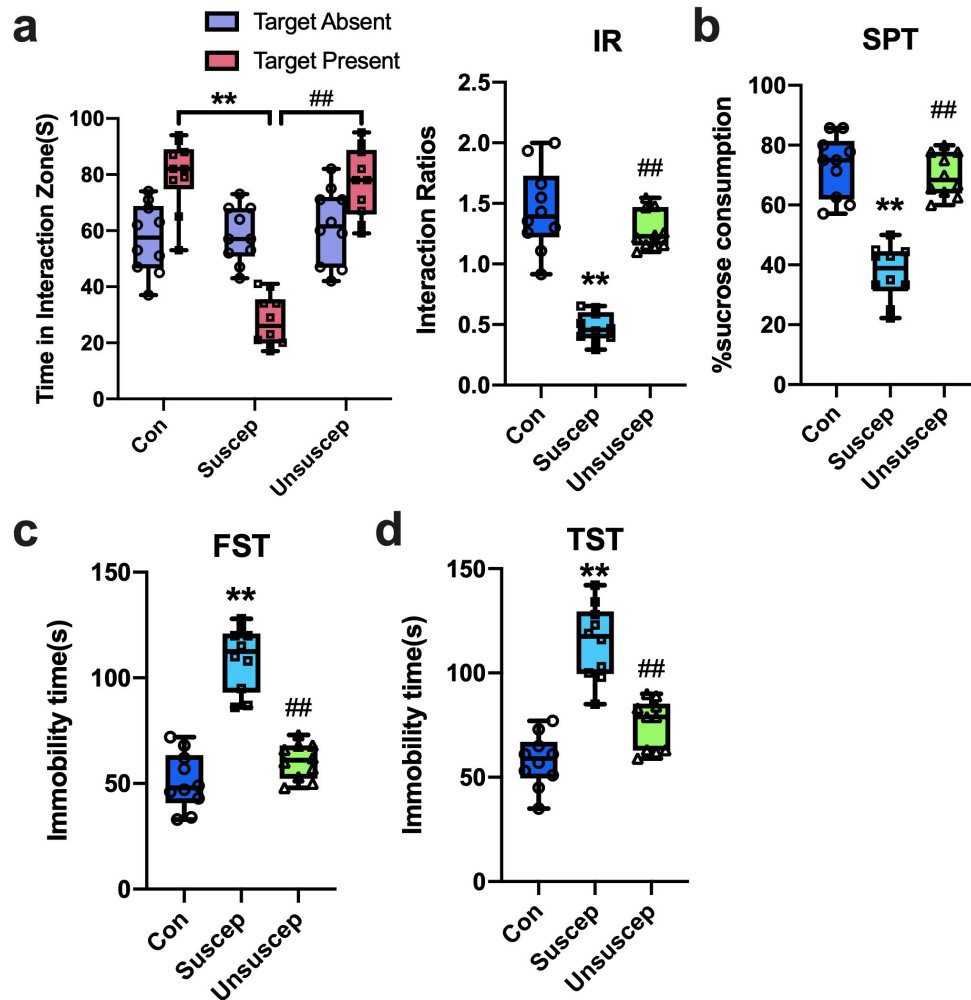 a
Target Absent
Target Present
Time in Interaction Zone(S)
100
80
60
40
20
0
**
##
Con
Suscep
Unsuscep
IR
Interaction Ratios
2.5
2.0
1.5
1.0
0.5
0.0
**
##
Con
Suscep
Unsuscep
b
SPT
%sucrose consumption
100
80
60
40
20
0
**
##
Con
Suscep
Unsuscep
c
FST
Immobility time(s)
150
100
50
0
**
##
Con
Suscep
Unsuscep
d
TST
Immobility time(s)
150
100
50
0
**
##
Con
Suscep
Unsuscep